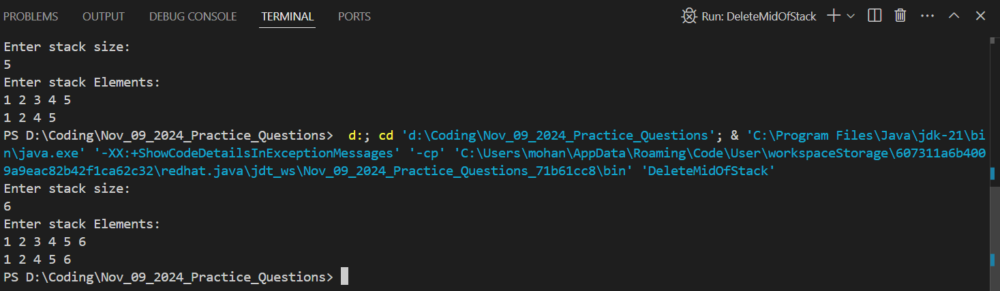 PROBLEMS OUTPUT DEBUG CONSOLE TERMINAL PORTS Run: DeleteMidOfStack
Enter stack size:
5
Enter stack Elements:
1 2 3 4 5
1 2 4 5
PS D:\Coding\Nov_09_2024_Practice_Questions>  d:; cd 'd:\Coding\Nov_09_2024_Practice_Questions'; & 'C:\Program Files\Java\jdk-21\bi
n\java.exe' '-XX:+ShowCodeDetailsInExceptionMessages' '-cp' 'C:\Users\mohan\AppData\Roaming\Code\User\workspaceStorage\607311a6b400
9a9eac82b42f1ca62c32\redhat.java\jdt_ws\Nov_09_2024_Practice_Questions_71b61cc8\bin' 'DeleteMidOfStack'
Enter stack size:
6
Enter stack Elements:
1 2 3 4 5 6
1 2 4 5 6
PS D:\Coding\Nov_09_2024_Practice_Questions>